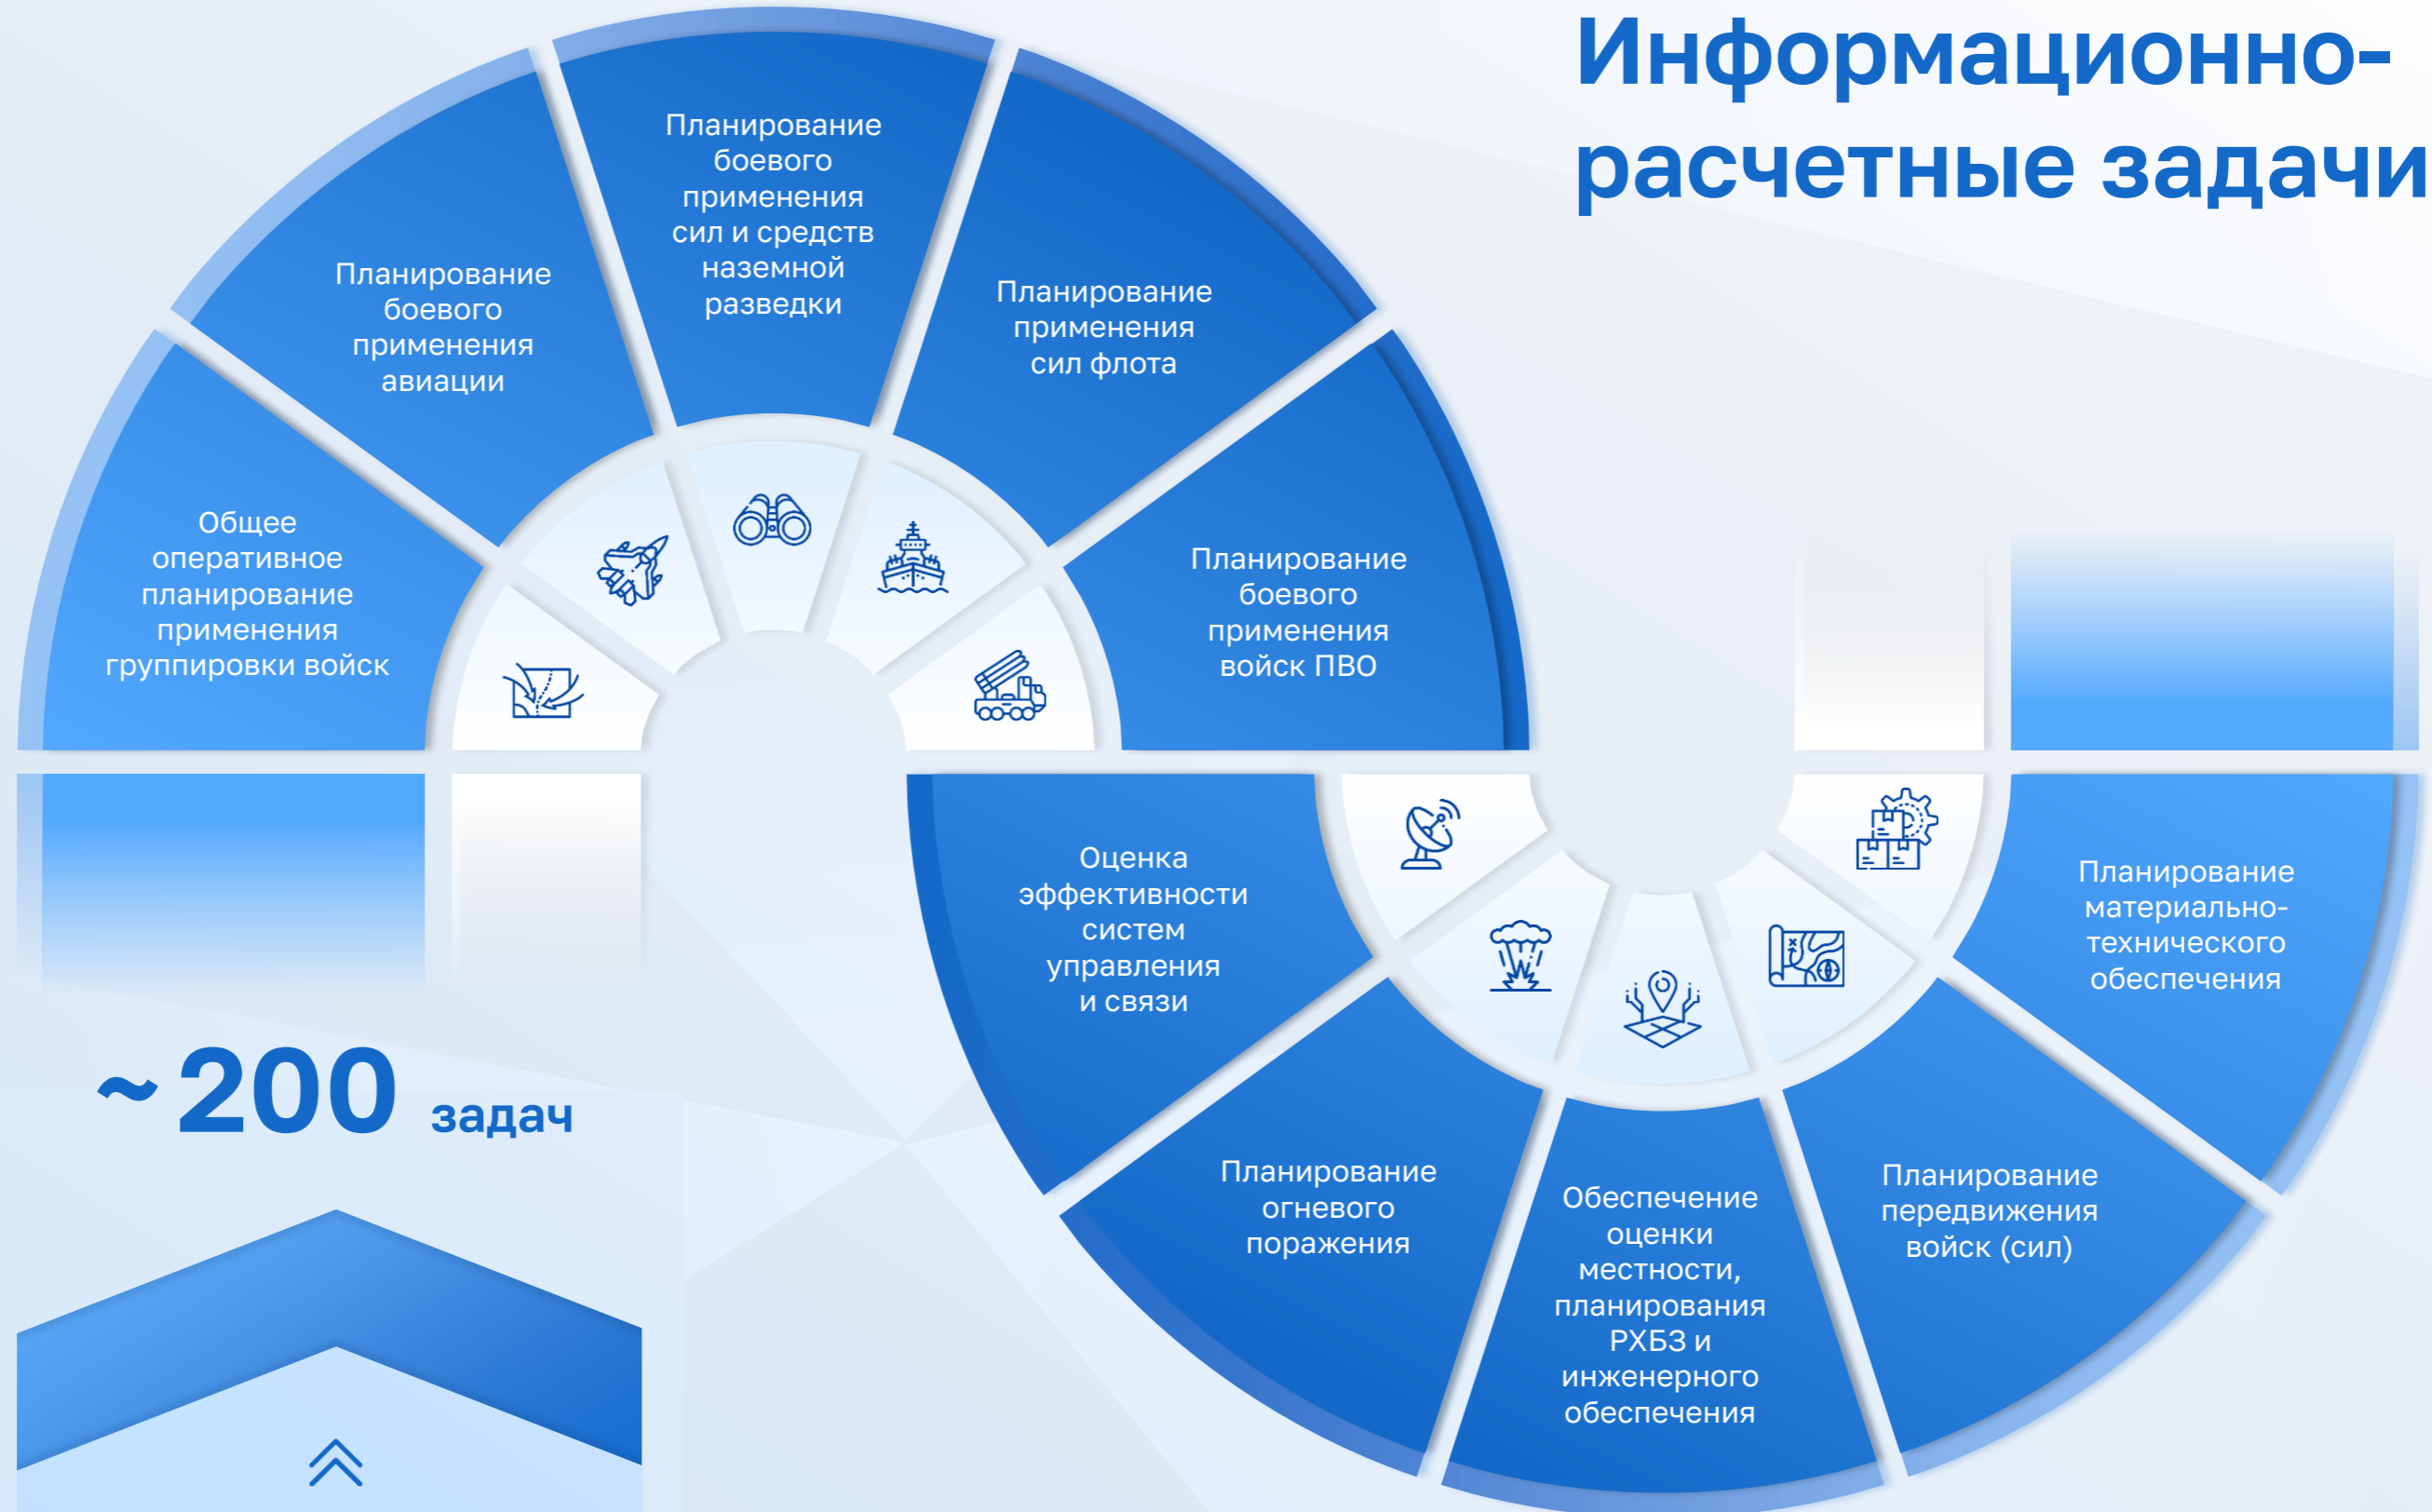 Информационно-
расчетные задачи
Общее
оперативное
планирование
применения
группировки войск
Планирование
боевого
применения
авиации
Планирование
боевого
применения
сил и средств
наземной
разведки
Планирование
применения
сил флота
Планирование
боевого
применения
войск ПВО
Оценка
эффективности
систем
управления
и связи
Планирование
огневого
поражения
Обеспечение
оценки
местности,
планирования
РХБЗ и
инженерного
обеспечения
Планирование
передвижения
войск (сил)
Планирование
материально-
технического
обеспечения
~ 200 задач